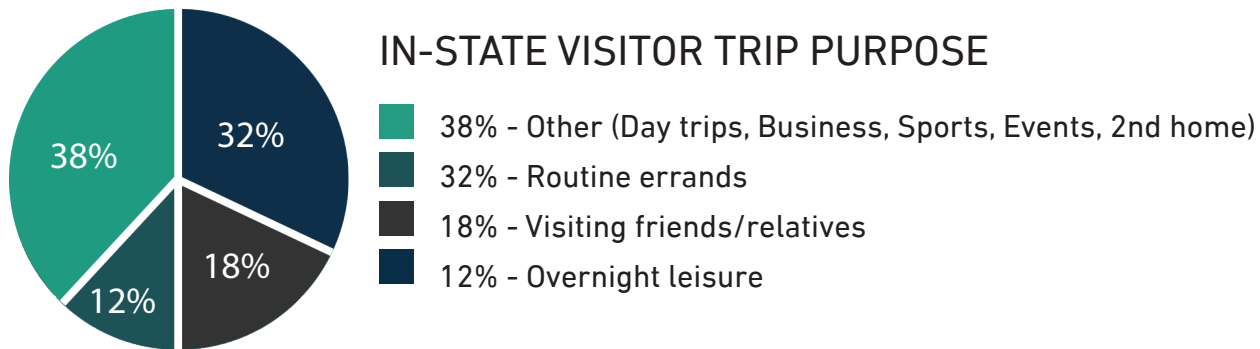 IN-STATE VISITOR TRIP PURPOSE
38% - Other (Day trips, Business, Sports, Events, 2nd home)
32% - Routine errands
18% - Visiting friends/relatives
12% - Overnight leisure
32%
38%
18%
12%